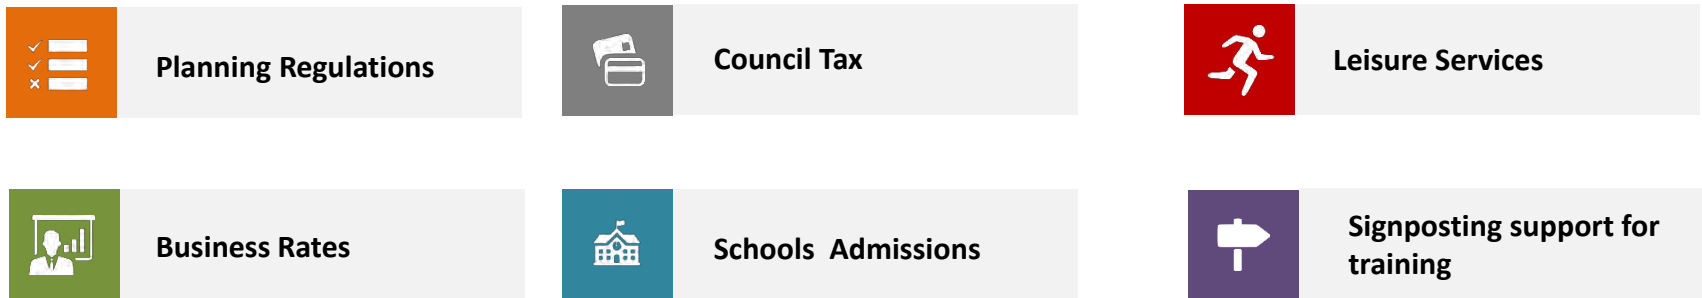 Planning Regulations
Council Tax
Leisure Services
Business Rates
Schools  Admissions
Signposting support for
training